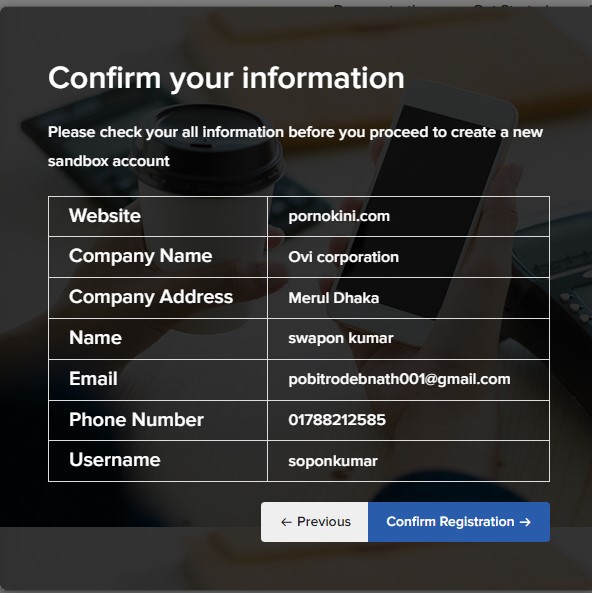 Confirm your information
Please check your all information before you proceed to create a new
sandbox account
Website pornokini.com
Company Name Ovi corporation
Company Address Merul Dhaka
Name swapon kumar
Email pobitrodebnath001@gmail.com
Phone Number 01788212585
Username soponkumar
← Previous Confirm Registration →